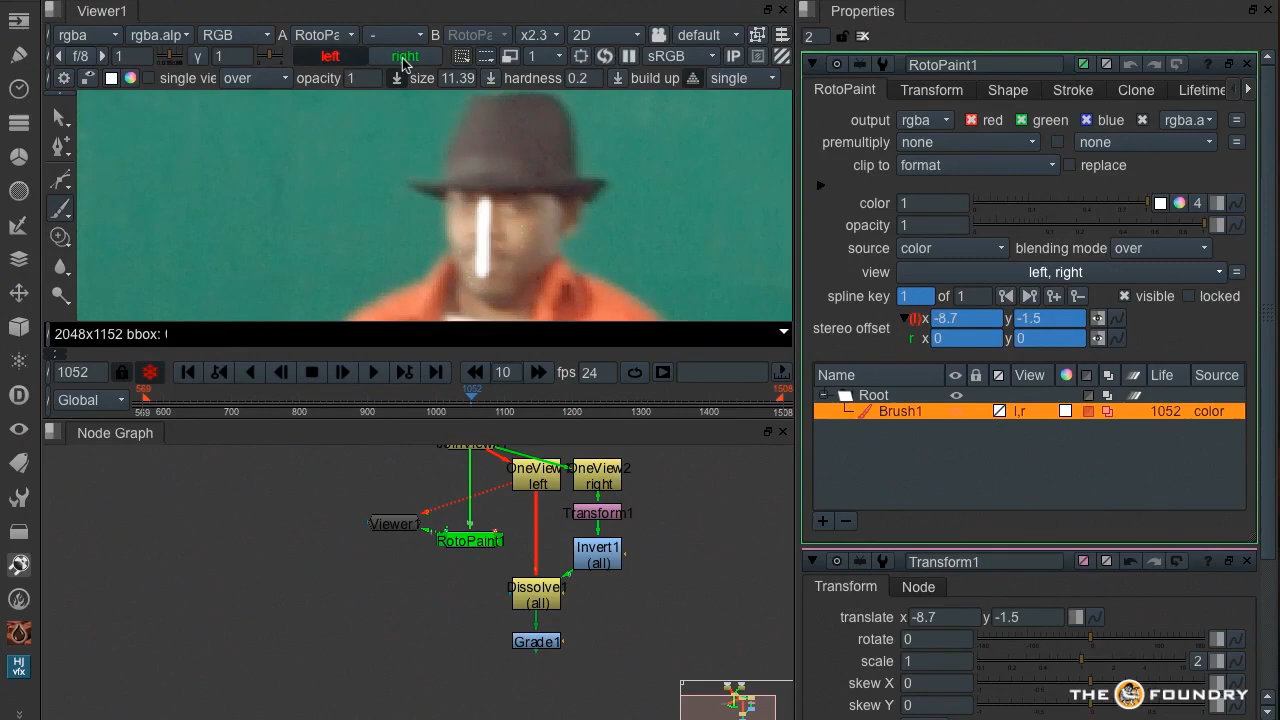 Viewer1
rgba rgba.alp RGB A RotoPa - RotoPa x2.3 2D default
f/8 1 Y 1 left right 1 sRGB IP
single vie over opacity 1 size 11.39 hardness 0.2 build up single
2048x1152 bbox: (
1052 10 fps 24
Global 569 569 600 700 800 900 1000 1052 1100 1200 1300 1400 1508 1508
Node Graph
OneView left
OneView2 right
Transform1
Viewer1
RotoPaint1
Invert1
(all)
Dissolve1
(all)
Grade1
D
HJ
vfx
Properties
2
RotoPaint1
RotoPaint Transform Shape Stroke Clone Lifetime
output rgba red green blue rgba.a =
premultiply none none =
clip to format replace
color 1 4
opacity 1
source color blending mode over
view left, right =
spline key 1 of 1 visible locked
stereo offset
(l) x -8.7 y -1.5
r x 0 y 0
Name View Life Source
Root
Brush1 l,r 1052 color
Transform1
Transform Node
translate x -8.7 y -1.5
rotate 0
scale 1 2
skew X 0
skew Y 0
THE FOUNDRY